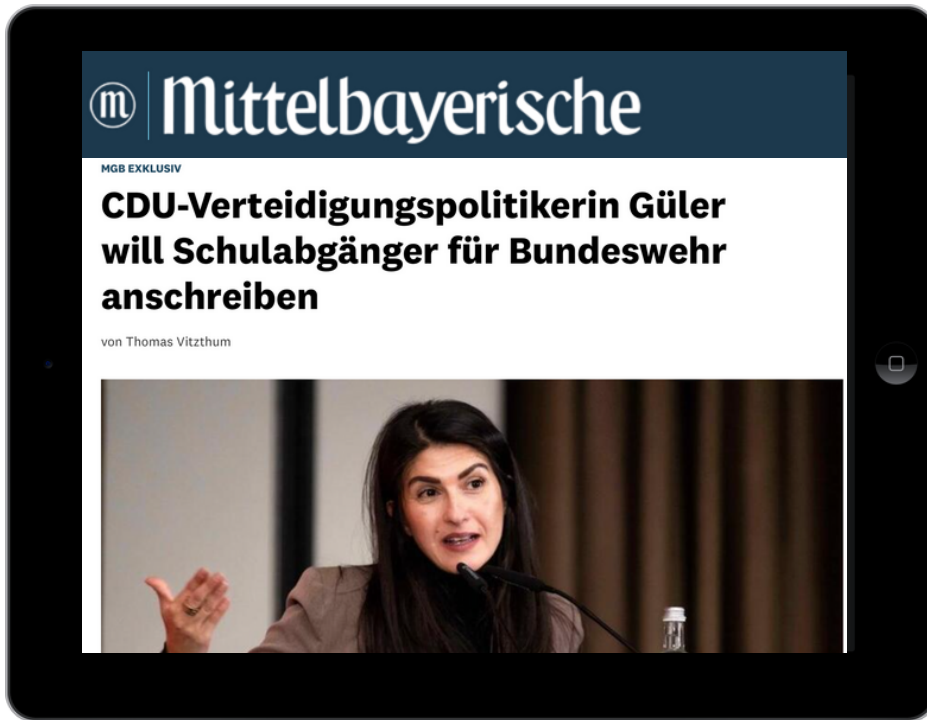 m Mittelbayerische
MGB EXKLUSIV
CDU-Verteidigungspolitikerin Güler
will Schulabgänger für Bundeswehr
anschreiben
von Thomas Vitzthum